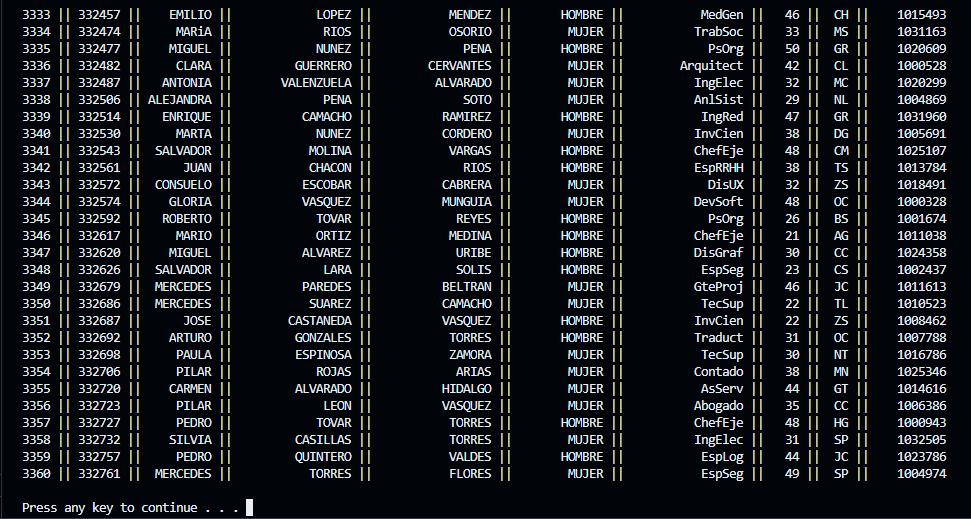 3333 || 332457 || EMILIO || LOPEZ || MENDEZ || HOMBRE || MedGen || 46 || CH || 1015493
3334 || 332474 || MARiA || RIOS || OSORIO || MUJER || TrabSoc || 33 || MS || 1031163
3335 || 332477 || MIGUEL || NUNEZ || PENA || HOMBRE || PsOrg || 50 || GR || 1020609
3336 || 332482 || CLARA || GUERRERO || CERVANTES || MUJER || Arquitect || 42 || CL || 1000528
3337 || 332487 || ANTONIA || VALENZUELA || ALVARADO || MUJER || IngElec || 32 || MC || 1020299
3338 || 332506 || ALEJANDRA || PENA || SOTO || MUJER || AnlSist || 29 || NL || 1004869
3339 || 332514 || ENRIQUE || CAMACHO || RAMIREZ || HOMBRE || IngRed || 47 || GR || 1031960
3340 || 332530 || MARTA || NUNEZ || CORDERO || MUJER || InvCien || 38 || DG || 1005691
3341 || 332543 || SALVADOR || MOLINA || VARGAS || HOMBRE || ChefEje || 48 || CM || 1025107
3342 || 332561 || JUAN || CHACON || RIOS || HOMBRE || EspRRHH || 38 || TS || 1013784
3343 || 332572 || CONSUELO || ESCOBAR || CABRERA || MUJER || DisUX || 32 || ZS || 1018491
3344 || 332574 || GLORIA || VASQUEZ || MUNGUIA || MUJER || DevSoft || 48 || OC || 1000328
3345 || 332592 || ROBERTO || TOVAR || REYES || HOMBRE || PsOrg || 26 || BS || 1001674
3346 || 332617 || MARIO || ORTIZ || MEDINA || HOMBRE || ChefEje || 21 || AG || 1011038
3347 || 332620 || MIGUEL || ALVAREZ || URIBE || HOMBRE || DisGraf || 30 || CC || 1024358
3348 || 332626 || SALVADOR || LARA || SOLIS || HOMBRE || EspSeg || 23 || CS || 1002437
3349 || 332679 || MERCEDES || PAREDES || BELTRAN || MUJER || GteProj || 46 || JC || 1011613
3350 || 332686 || MERCEDES || SUAREZ || CAMACHO || MUJER || TecSup || 22 || TL || 1010523
3351 || 332687 || JOSE || CASTANEDA || VASQUEZ || HOMBRE || InvCien || 22 || ZS || 1008462
3352 || 332692 || ARTURO || GONZALES || TORRES || HOMBRE || Traduct || 31 || OC || 1007788
3353 || 332698 || PAULA || ESPINOSA || ZAMORA || MUJER || TecSup || 30 || NT || 1016786
3354 || 332706 || PILAR || ROJAS || ARIAS || MUJER || Contado || 38 || MN || 1025346
3355 || 332720 || CARMEN || ALVARADO || HIDALGO || MUJER || AsServ || 44 || GT || 1014616
3356 || 332723 || PILAR || LEON || VASQUEZ || MUJER || Abogado || 35 || CC || 1006386
3357 || 332727 || PEDRO || TOVAR || TORRES || HOMBRE || ChefEje || 48 || HG || 1000943
3358 || 332732 || SILVIA || CASILLAS || TORRES || MUJER || IngElec || 31 || SP || 1032505
3359 || 332757 || PEDRO || QUINTERO || VALDES || HOMBRE || EspLog || 44 || JC || 1023786
3360 || 332761 || MERCEDES || TORRES || FLORES || MUJER || EspSeg || 49 || SP || 1004974
Press any key to continue . . .